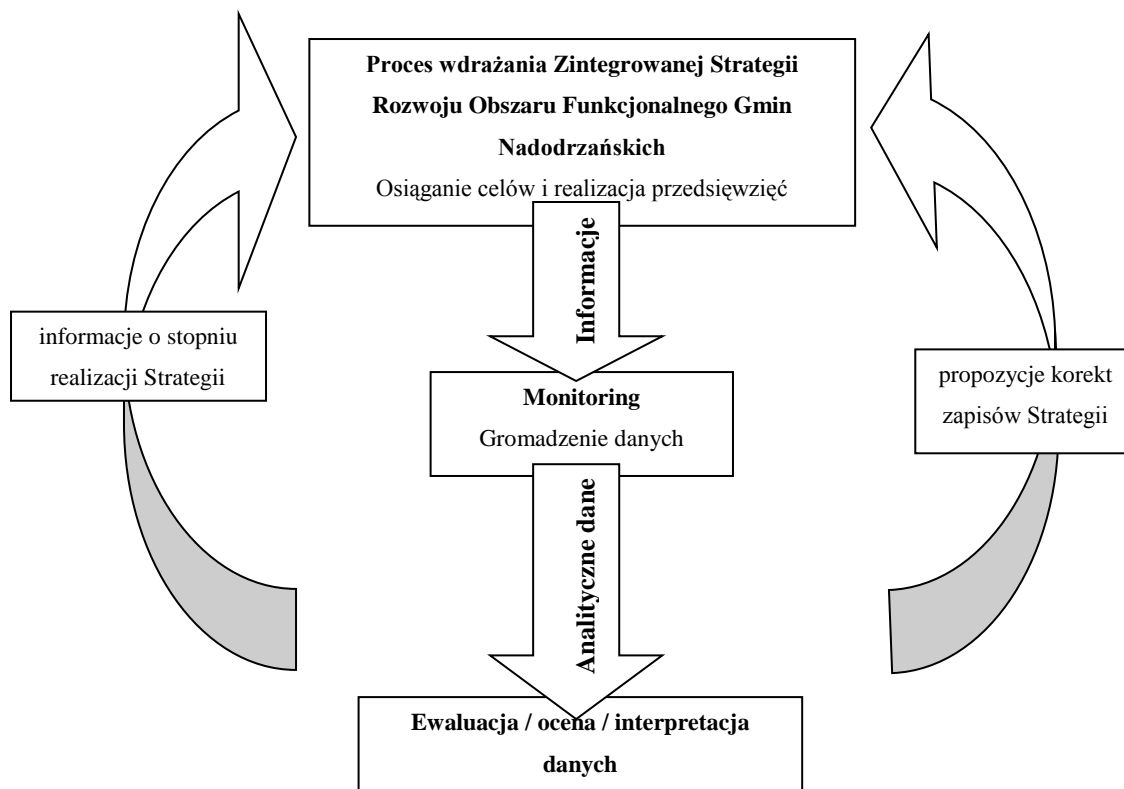 Proces wdrażania Zintegrowanej Strategii
Rozwoju Obszaru Funkcjonalnego Gmin
Nadodrzańskich
Osiąganie celów i realizacja przedsięwzięć
Informacje
informacje o stopniu
realizacji Strategii
propozycje korekt
zapisów Strategii
Monitoring
Gromadzenie danych
Analityczne dane
Ewaluacja / ocena / interpretacja
danych